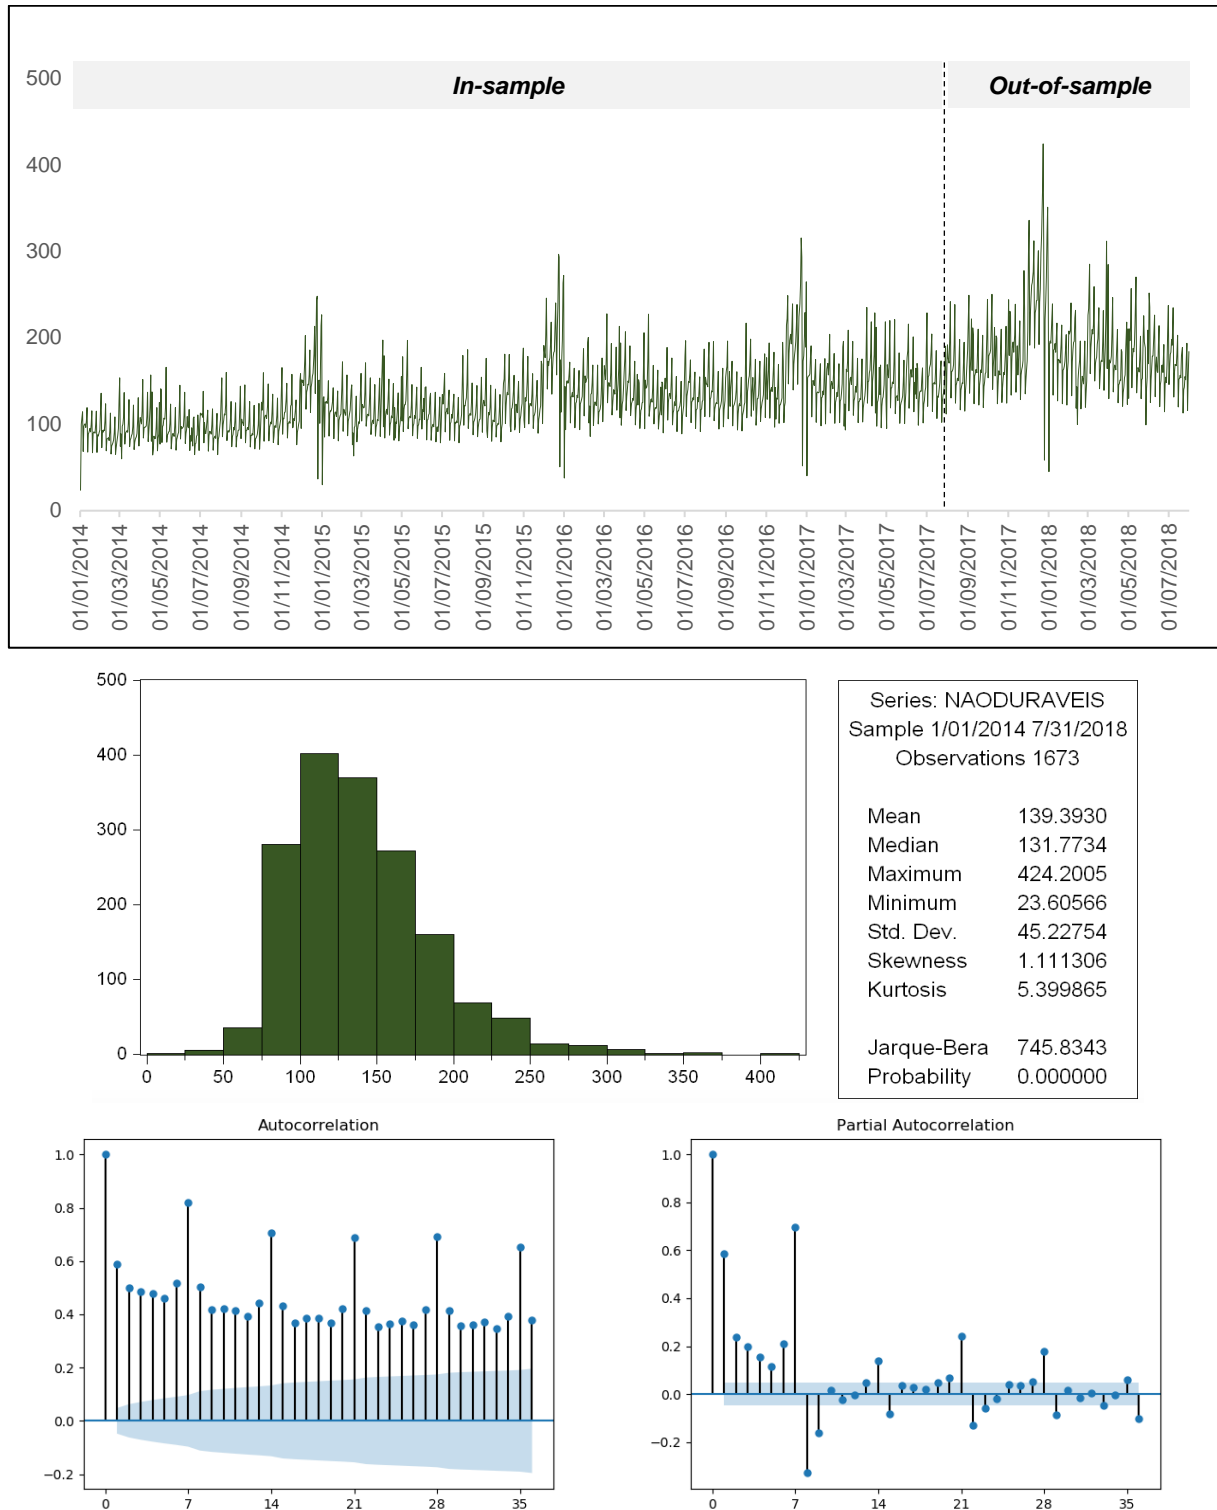 In-sample
Out-of-sample
500
400
300
200
100
0
01/01/2014
01/03/2014
01/05/2014
01/07/2014
01/09/2014
01/11/2014
01/01/2015
01/03/2015
01/05/2015
01/07/2015
01/09/2015
01/11/2015
01/01/2016
01/03/2016
01/05/2016
01/07/2016
01/09/2016
01/11/2016
01/01/2017
01/03/2017
01/05/2017
01/07/2017
01/09/2017
01/11/2017
01/01/2018
01/03/2018
01/05/2018
01/07/2018
500
400
300
200
100
0
0 50 100 150 200 250 300 350 400
Series: NAODURAVEIS
Sample 1/01/2014 7/31/2018
Observations 1673
Mean 139.3930
Median 131.7734
Maximum 424.2005
Minimum 23.60566
Std. Dev. 45.22754
Skewness 1.111306
Kurtosis 5.399865
Jarque-Bera 745.8343
Probability 0.000000
Autocorrelation
1.0
0.8
0.6
0.4
0.2
0.0
−0.2
0 7 14 21 28 35
Partial Autocorrelation
1.0
0.8
0.6
0.4
0.2
0.0
−0.2
0 7 14 21 28 35